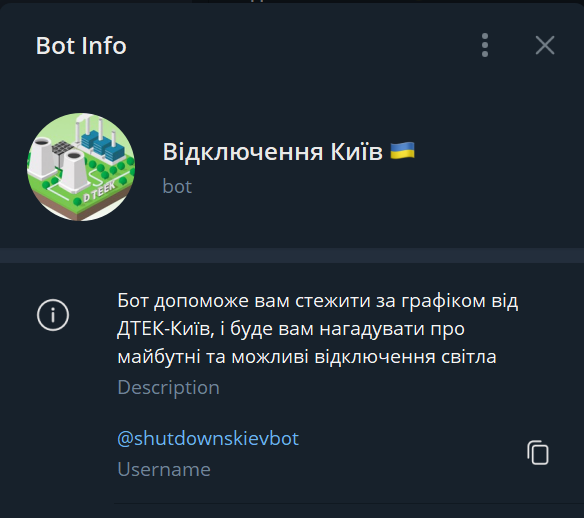 Bot Info
DTEEK
Відключення Київ
bot
Бот допоможе вам стежити за графіком від
ДТЕК-Київ, і буде вам нагадувати про
майбутні та можливі відключення світла
Description
@shutdownskievbot
Username